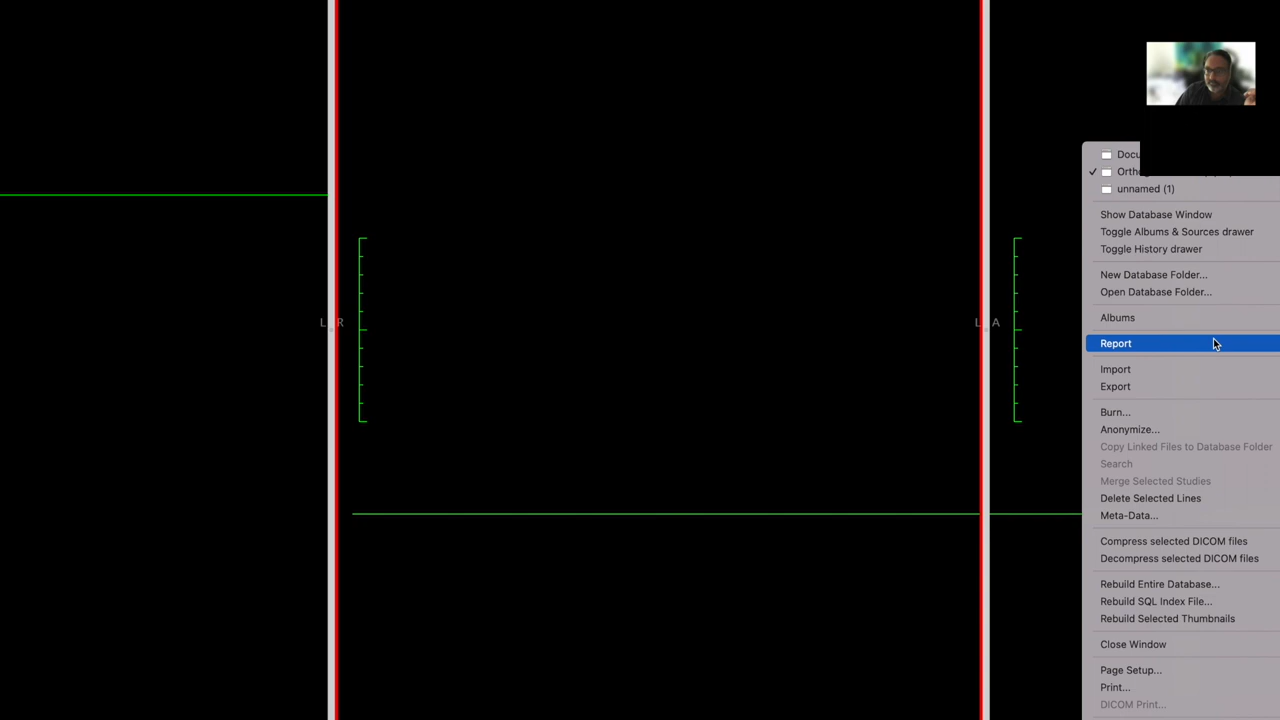 Docu
Ortho
unnamed (1)
Show Database Window
Toggle Albums & Sources drawer
Toggle History drawer
New Database Folder...
Open Database Folder...
Albums
L R
L A
Report
Import
Export
Burn...
Anonymize...
Copy Linked Files to Database Folder
Search
Merge Selected Studies
Delete Selected Lines
Meta-Data...
Compress selected DICOM files
Decompress selected DICOM files
Rebuild Entire Database...
Rebuild SQL Index File...
Rebuild Selected Thumbnails
Close Window
Page Setup...
Print...
DICOM Print...